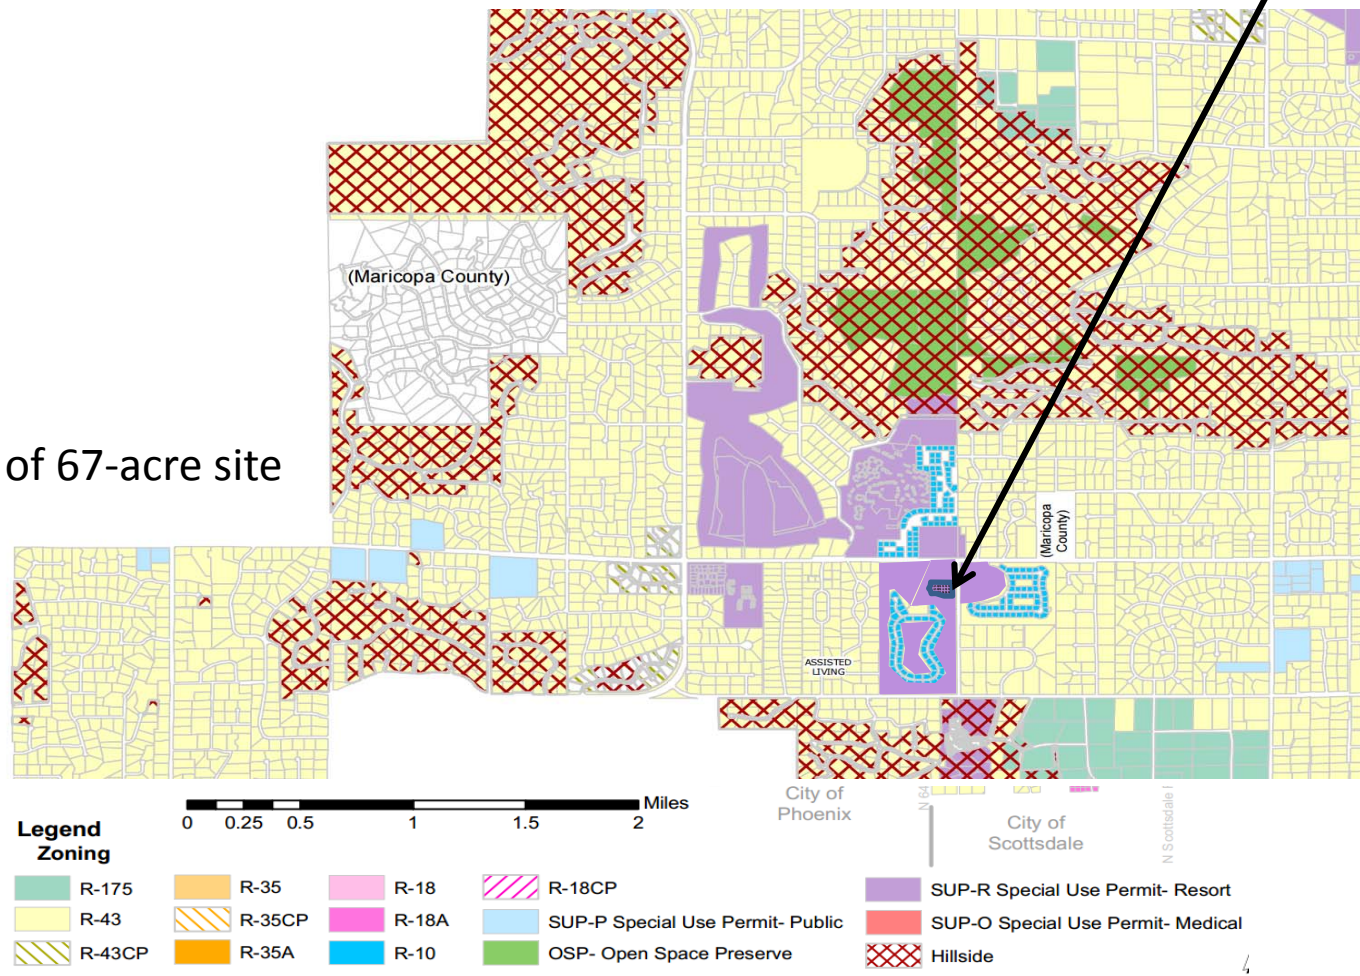 (Maricopa County)
of 67-acre site
(Maricopa
County)
ASSISTED
LIVING
Miles
0 0.25 0.5 1 1.5 2
City of
Phoenix
N 64
City of
Scottsdale
N Scottsdale
Legend
Zoning
R-175
R-35
R-18
R-18CP
SUP-R Special Use Permit- Resort
R-43
R-35CP
R-18A
SUP-P Special Use Permit- Public
SUP-O Special Use Permit- Medical
R-43CP
R-35A
R-10
OSP- Open Space Preserve
Hillside